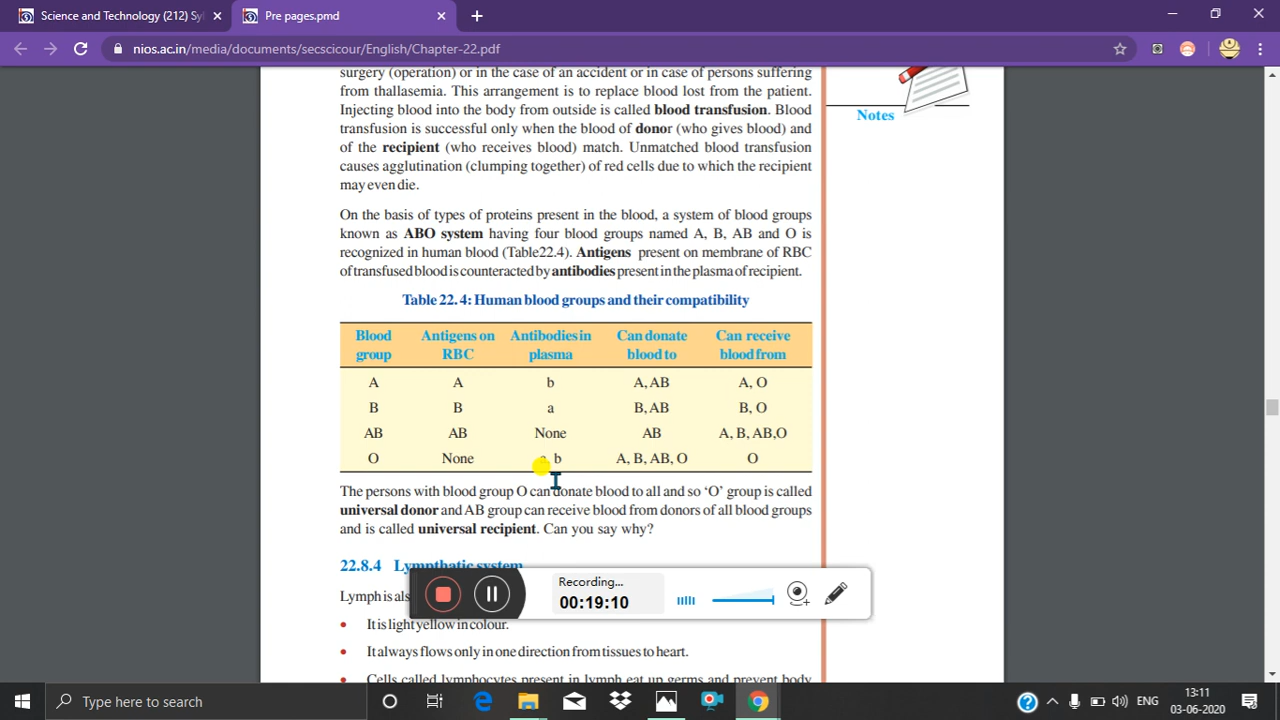 Science and Technology (212) Sy
Pre pages.pmd
nios.ac.in/media/documents/secscicour/English/Chapter-22.pdf
surgery (operation) or in the case of an accident or in case of persons suffering
from thallasemia. This arrangement is to replace blood lost from the patient.
Injecting blood into the body from outside is called blood transfusion. Blood
transfusion is successful only when the blood of donor (who gives blood) and
of the recipient (who receives blood) match. Unmatched blood transfusion
causes agglutination (clumping together) of red cells due to which the recipient
may even die.
Notes
On the basis of types of proteins present in the blood, a system of blood groups
known as ABO system having four blood groups named A, B, AB and O is
recognized in human blood (Table22.4). Antigens present on membrane of RBC
of transfused blood is counteracted by antibodies present in the plasma of recipient.
Table 22. 4: Human blood groups and their compatibility
Blood group Antigens on RBC Antibodies in plasma Can donate blood to Can receive blood from
A A b A, AB A, O
B B a B, AB B, O
AB AB None AB A, B, AB,O
O None b A, B, AB, O O
The persons with blood group O can donate blood to all and so 'O' group is called
universal donor and AB group can receive blood from donors of all blood groups
and is called universal recipient. Can you say why?
22.8.4 Lymphatic system
Lymph is als
It is light yellow in colour.
It always flows only in one direction from tissues to heart.
Cells called lymphocytes present in lymph eat up germs and prevent body
Recording...
00:19:10
Type here to search
ENG
13:11
03-06-2020